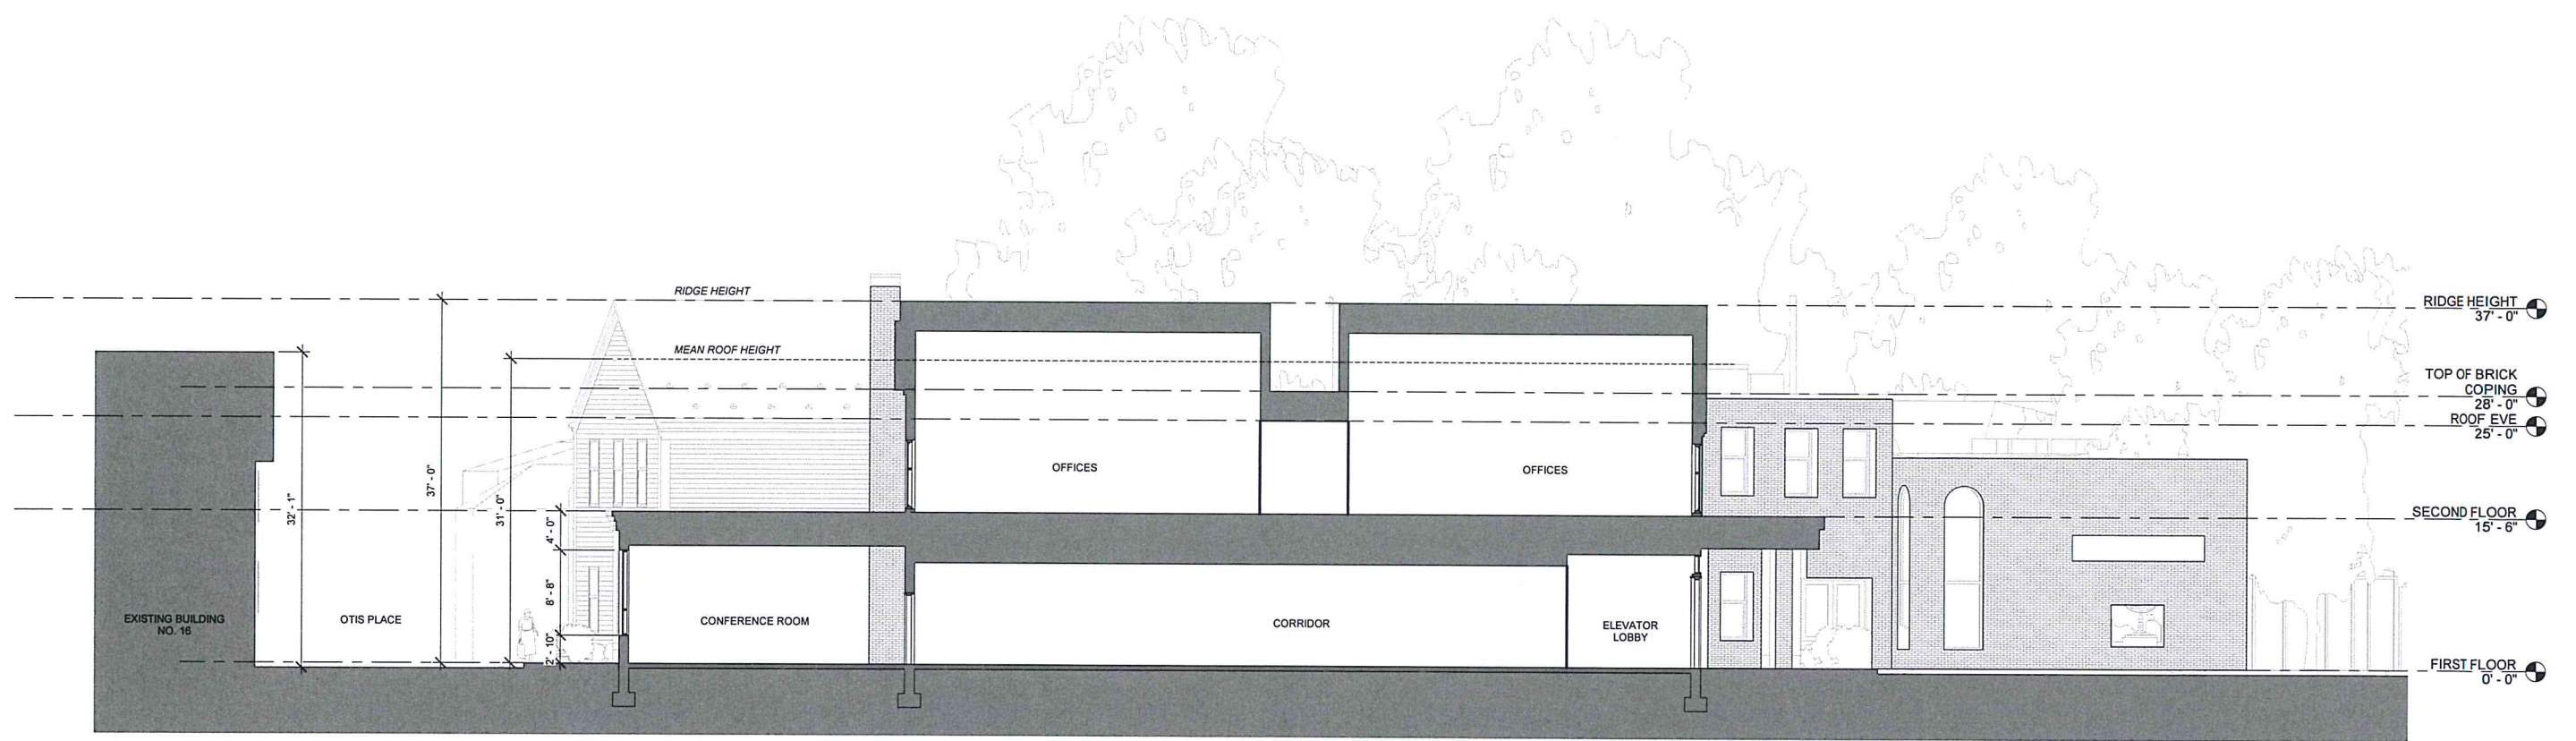 RIDGE HEIGHT
MEAN ROOF HEIGHT
RIDGE HEIGHT
37' - 0"
TOP OF BRICK
COPING
28' - 0"
ROOF EVE
25' - 0"
SECOND FLOOR
15' - 6"
FIRST FLOOR
0' - 0"
32' - 1"
37' - 0"
31' - 0"
4' - 0"
8' - 8"
2' - 10"
OFFICES
OFFICES
EXISTING BUILDING
NO. 16
OTIS PLACE
CONFERENCE ROOM
CORRIDOR
ELEVATOR
LOBBY